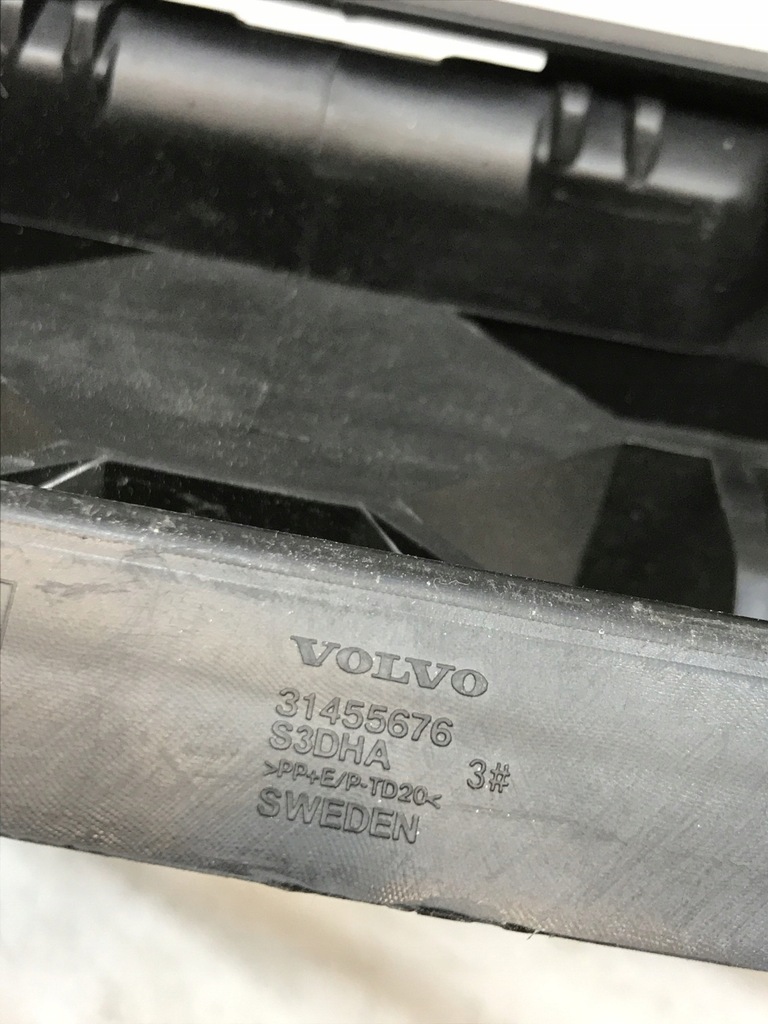 VOLVO
31455676
S3DHA
3#
>PP+E/P-TD20<
SWEDEN